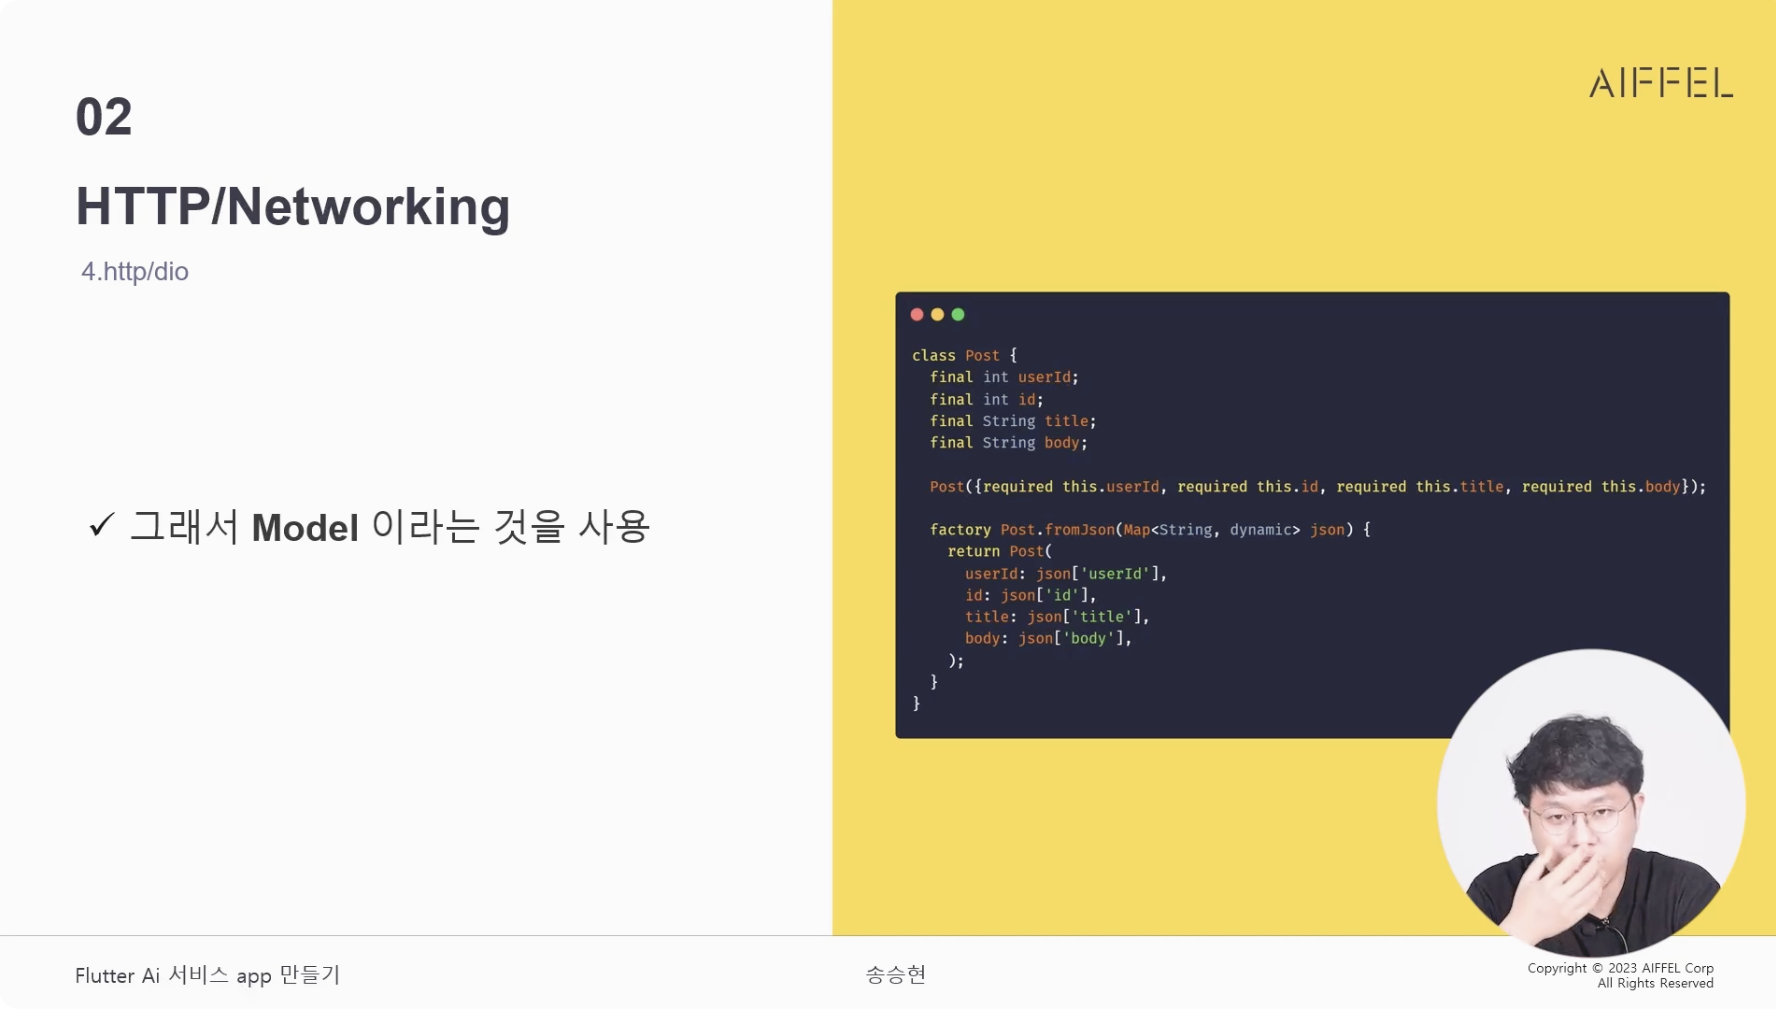 02
HTTP/Networking
4.http/dio
✓ 그래서 Model 이라는 것을 사용
AIFFEL
class Post {
  final int userId;
  final int id;
  final String title;
  final String body;

  Post({required this.userId, required this.id, required this.title, required this.body});

  factory Post.fromJson(Map<String, dynamic> json) {
    return Post(
      userId: json['userId'],
      id: json['id'],
      title: json['title'],
      body: json['body'],
    );
  }
}
Flutter Ai 서비스 app 만들기
송승현
Copyright © 2023 AIFFEL Corp
All Rights Reserved